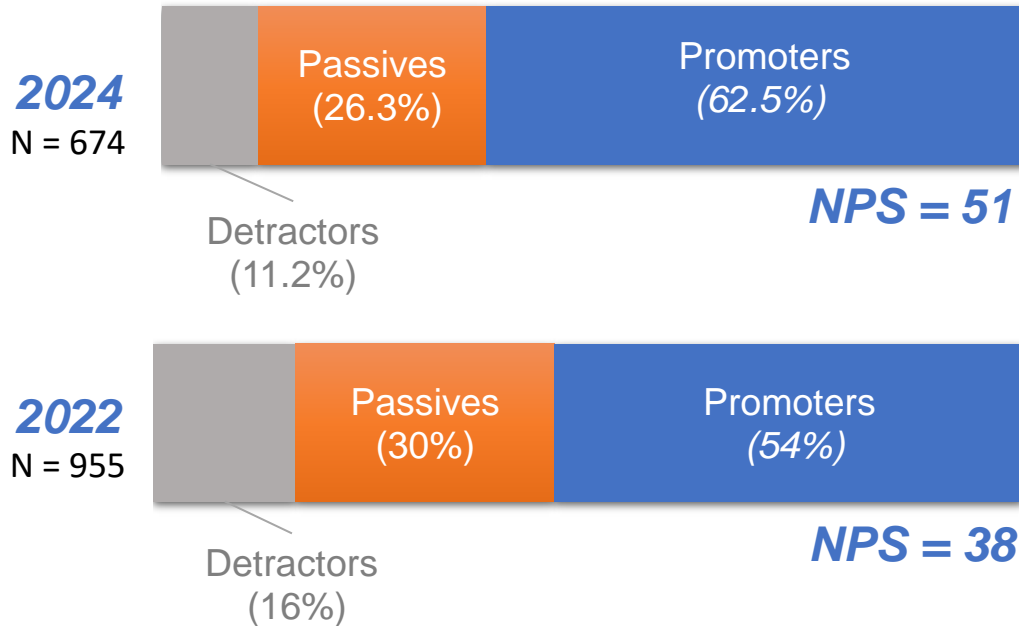 2024
N = 674
Passives
(26.3%)
Promoters
(62.5%)
Detractors
(11.2%)
NPS = 51
2022
N = 955
Passives
(30%)
Promoters
(54%)
Detractors
(16%)
NPS = 38